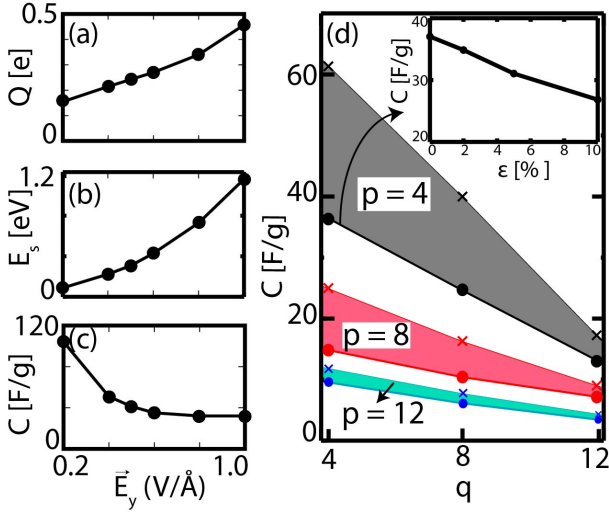 (a)
0.5
0
Q [e]
(b)
1.2
0
E_s [eV]
(c)
120
0
C [F/g]
0.2
1.0
E⃗_y (V/Å)
(d)
60
40
20
0
C [F/g]
4
8
12
q
p = 4
p = 8
p = 12
40
30
20
C [F/g]
0
2
4
6
8
10
ε [%]